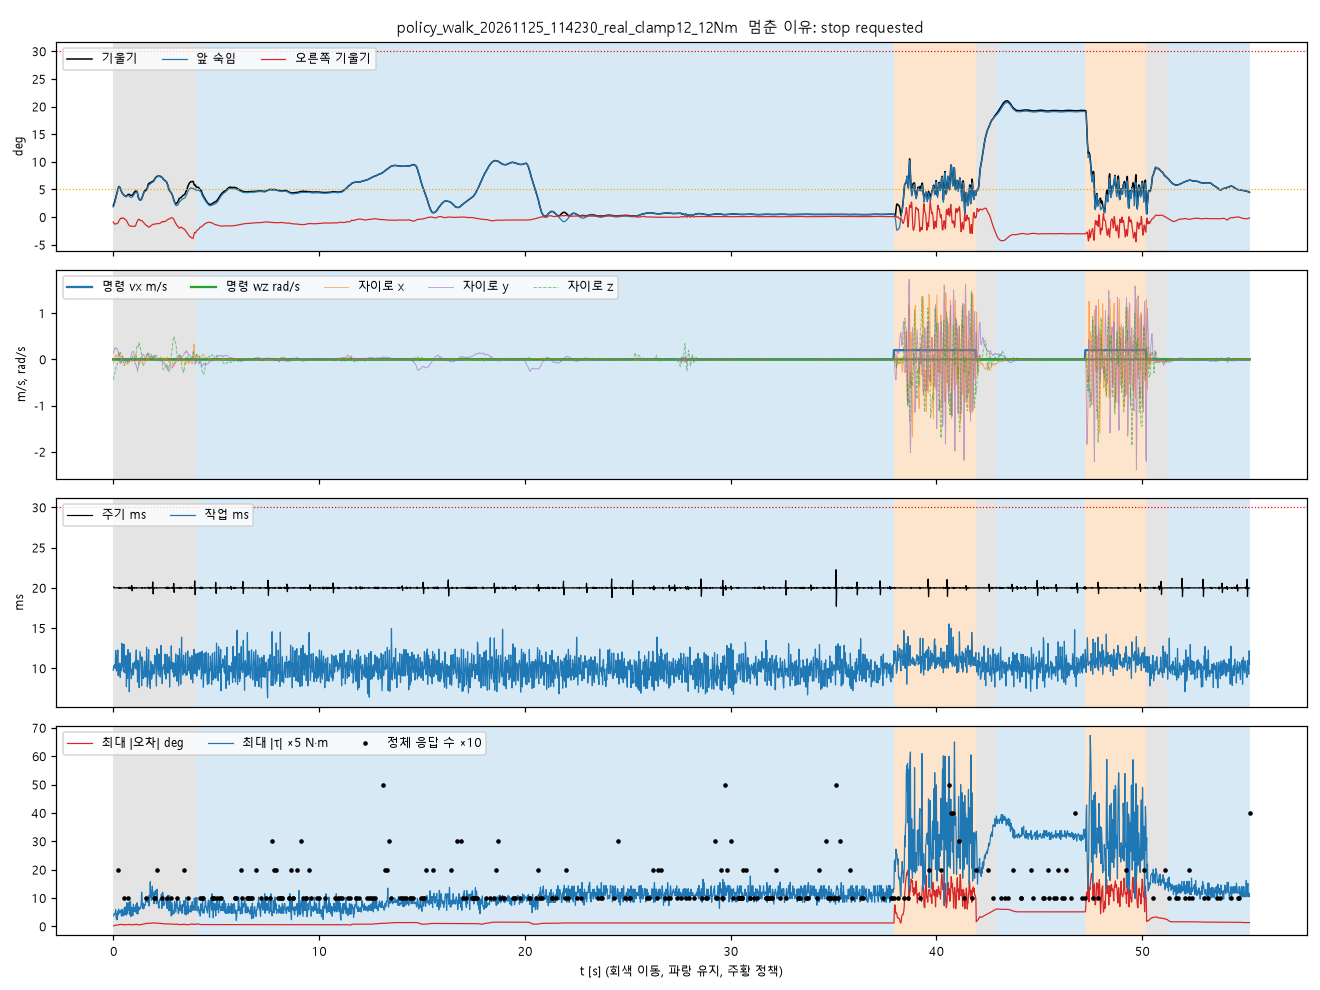 policy_walk_20261125_114230_real_clamp12_12Nm 멈춘 이유: stop requested
기울기 앞 숙임 오른쪽 기울기
30
25
20
15
10
5
0
-5
deg
명령 vx m/s 명령 wz rad/s 자이로 x 자이로 y 자이로 z
1
0
-1
-2
m/s, rad/s
주기 ms 작업 ms
30
25
20
15
10
ms
최대 |오차| deg 최대 |τ| ×5 N·m 정체 응답 수 ×10
70
60
50
40
30
20
10
0
0 10 20 30 40 50
t [s] (회색 이동, 파랑 유지, 주황 정책)